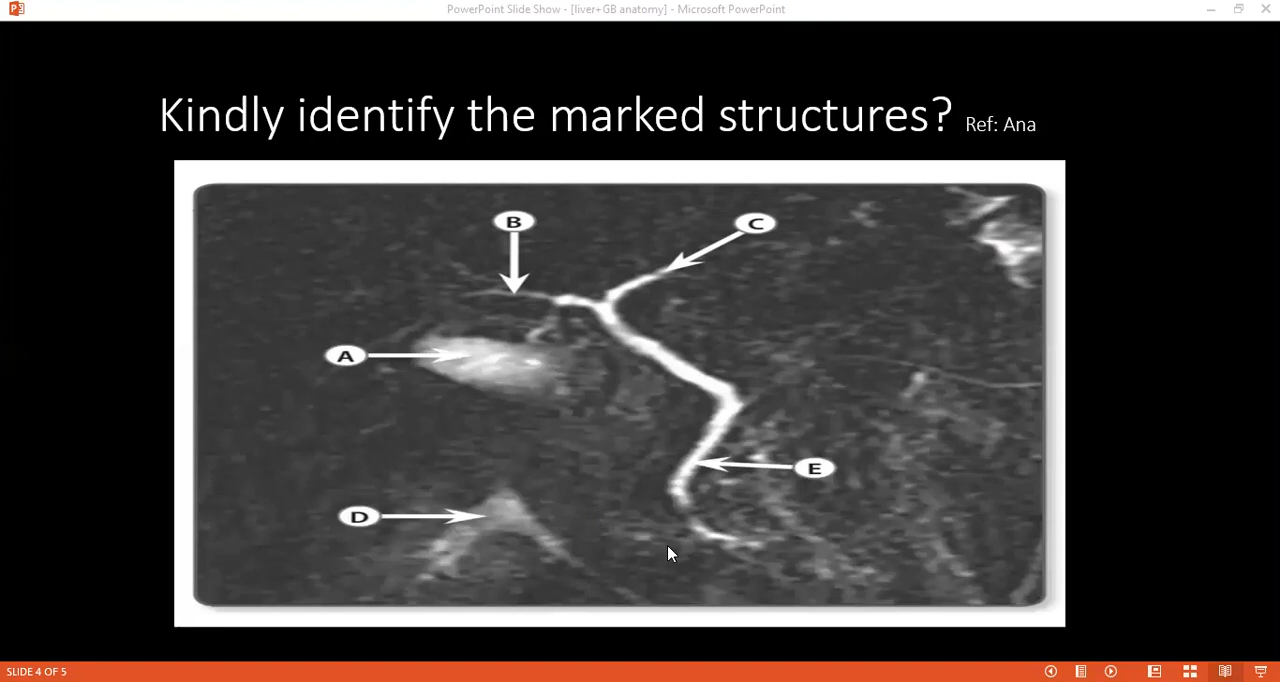 PowerPoint Slide Show - [liver+GB anatomy] - Microsoft PowerPoint
Kindly identify the marked structures? Ref: Ana
B
C
A
E
D
SLIDE 4 OF 5